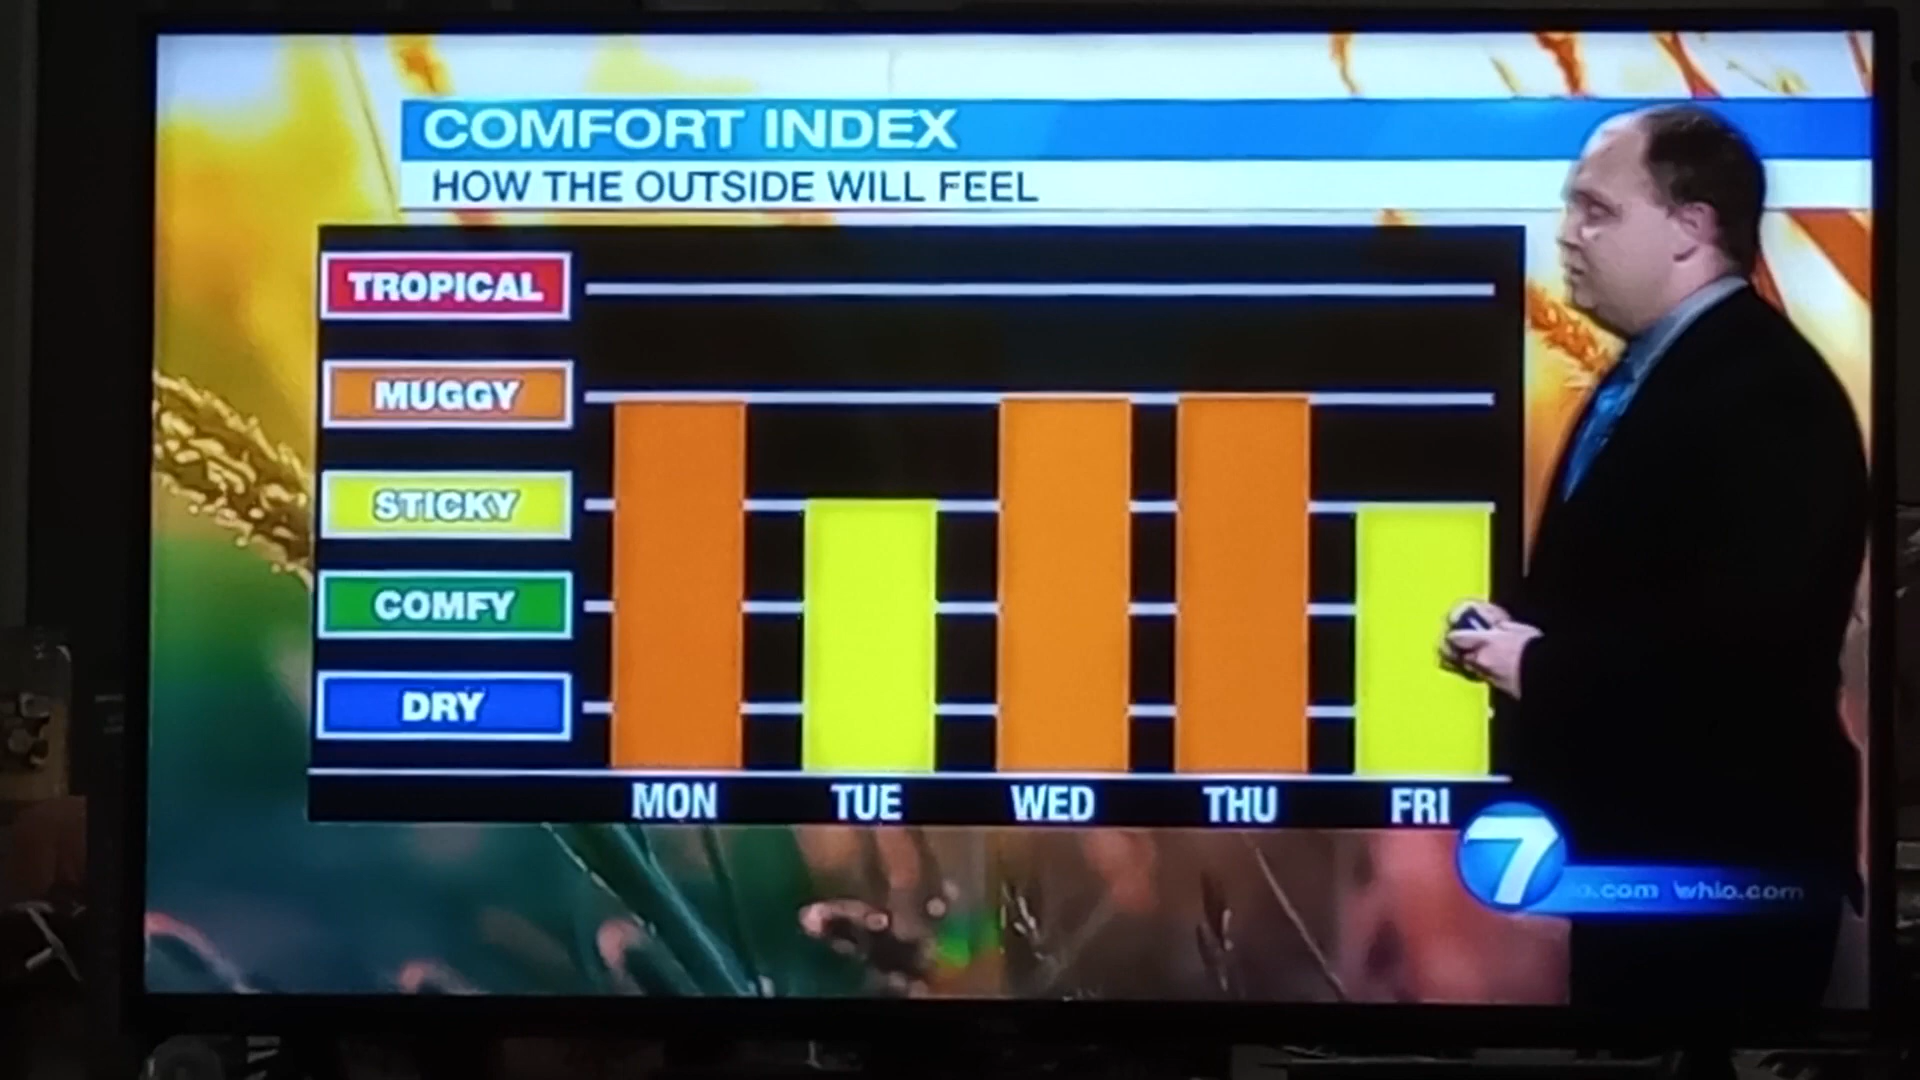 COMFORT INDEX
HOW THE OUTSIDE WILL FEEL
TROPICAL
MUGGY
STICKY
COMFY
DRY
MON TUE WED THU FRI
7
whio.com